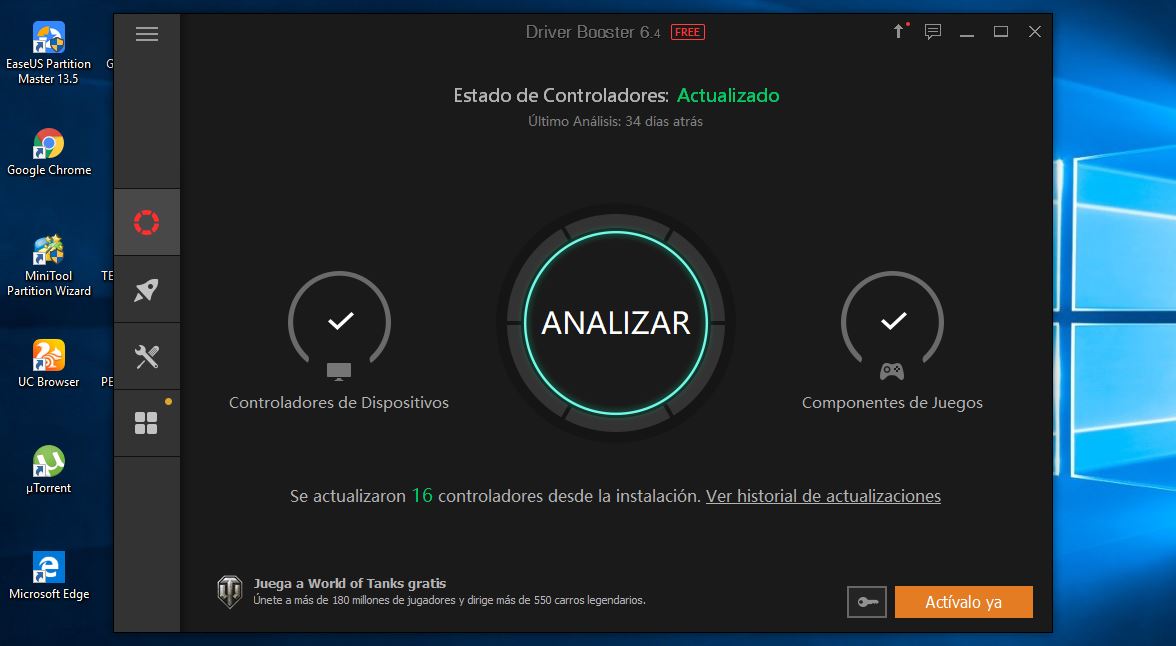 EaseUS Partition
Master 13.5
G
Google Chrome
MiniTool
Partition Wizard
TE
UC Browser
PE
µTorrent
Microsoft Edge
Driver Booster 6.4 FREE
Estado de Controladores: Actualizado
Último Análisis: 34 días atrás
ANALIZAR
Controladores de Dispositivos
Componentes de Juegos
Se actualizaron 16 controladores desde la instalación. Ver historial de actualizaciones
Juega a World of Tanks gratis
Únete a más de 180 millones de jugadores y dirige más de 550 carros legendarios.
Actívalo ya